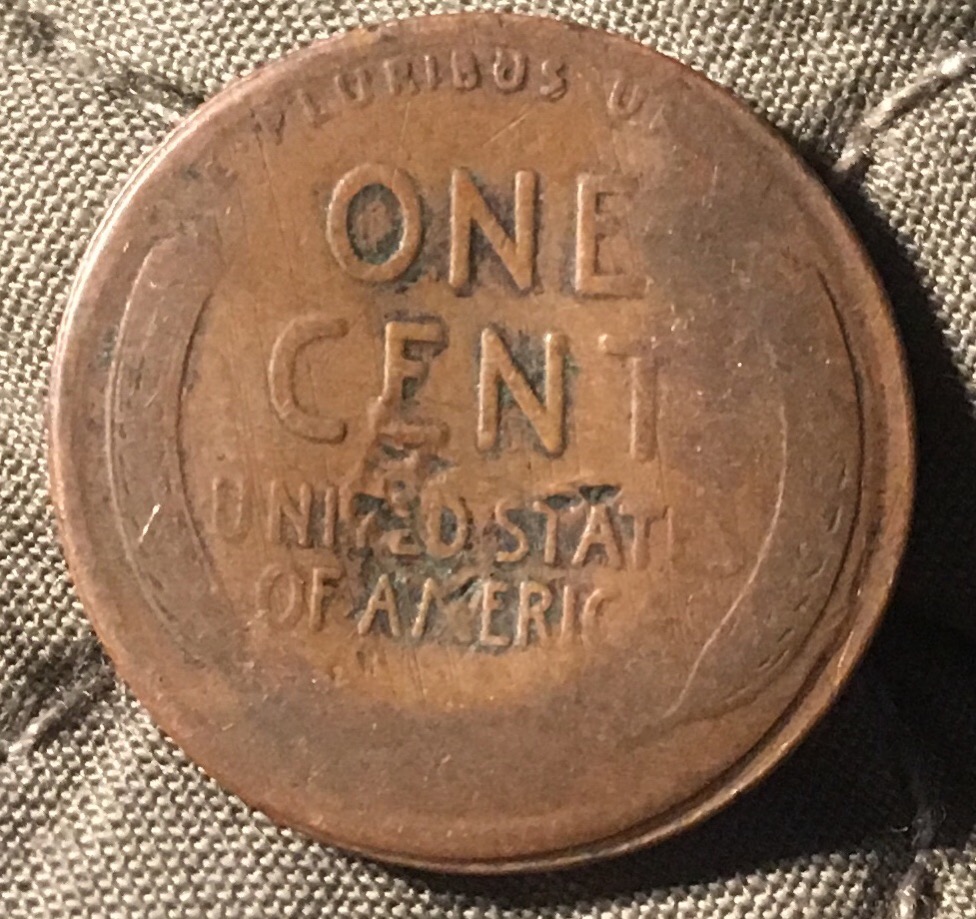 PLURIBUS U
ONE
CENT
UNITED STAT
OF AMERIC